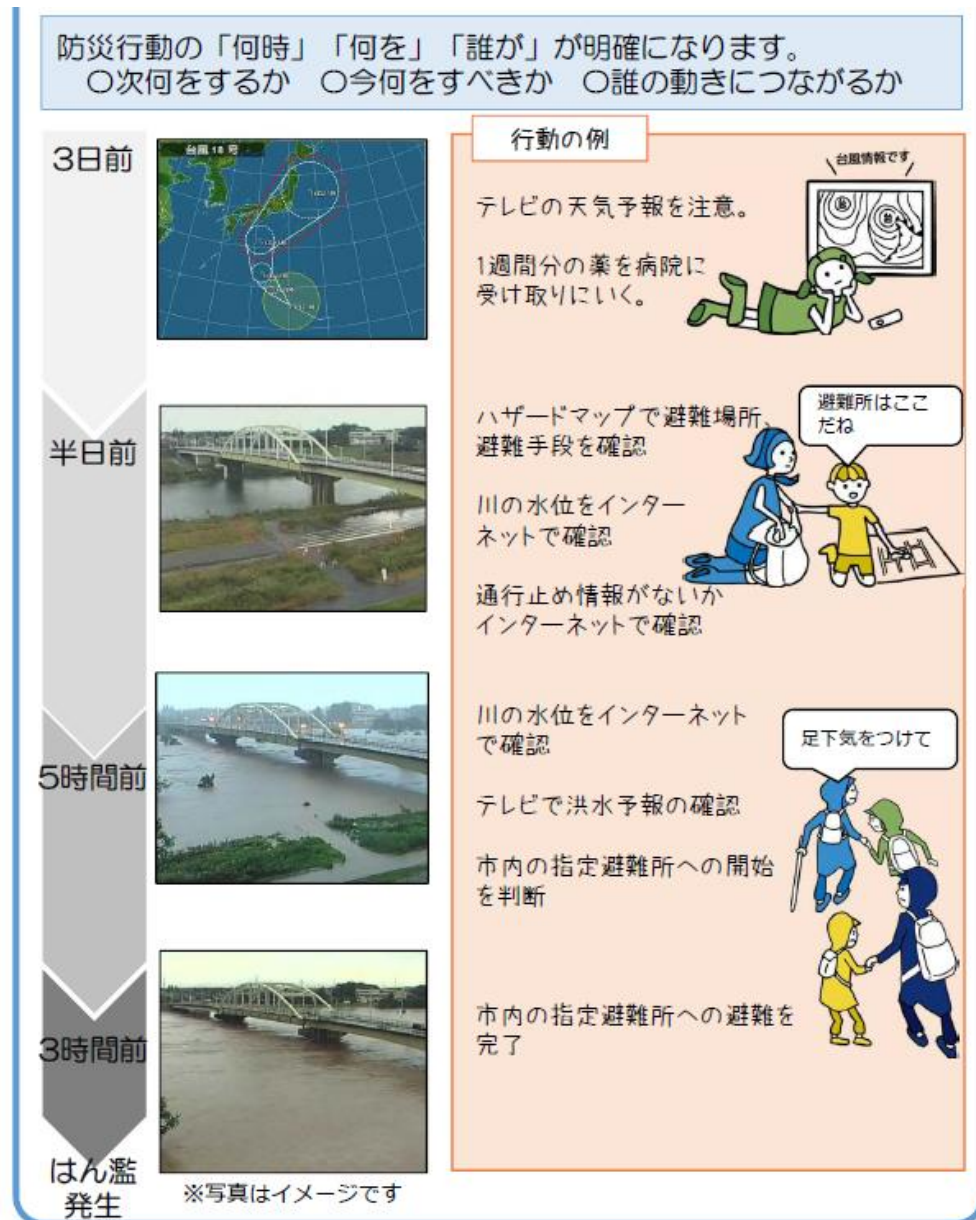 防災行動の「何時」「何を」「誰が」が明確になります。
〇次何をするか　〇今何をすべきか　〇誰の動きにつながるか
行動の例
3日前
台風 18 号
テレビの天気予報を注意。
1週間分の薬を病院に
受け取りにいく。
台風情報です
台
台
半日前
ハザードマップで避難場所、
避難手段を確認
川の水位をインター
ネットで確認
通行止め情報がないか
インターネットで確認
避難所はここ
だね
5時間前
川の水位をインターネット
で確認
テレビで洪水予報の確認
市内の指定避難所への開始
を判断
足下気をつけて
3時間前
市内の指定避難所への避難を
完了
はん濫
発生
※写真はイメージです